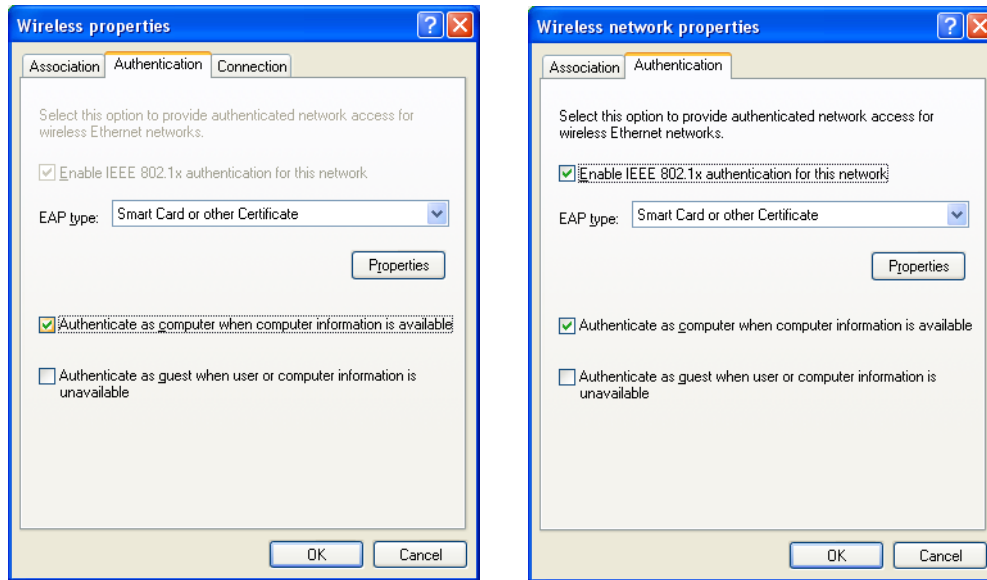 Wireless properties
Association Authentication Connection
Select this option to provide authenticated network access for
wireless Ethernet networks.
Enable IEEE 802.1x authentication for this network
EAP type: Smart Card or other Certificate
Properties
Authenticate as computer when computer information is available
Authenticate as guest when user or computer information is
unavailable
OK Cancel
Wireless network properties
Association Authentication
Select this option to provide authenticated network access for
wireless Ethernet networks.
Enable IEEE 802.1x authentication for this network
EAP type: Smart Card or other Certificate
Properties
Authenticate as computer when computer information is available
Authenticate as guest when user or computer information is
unavailable
OK Cancel